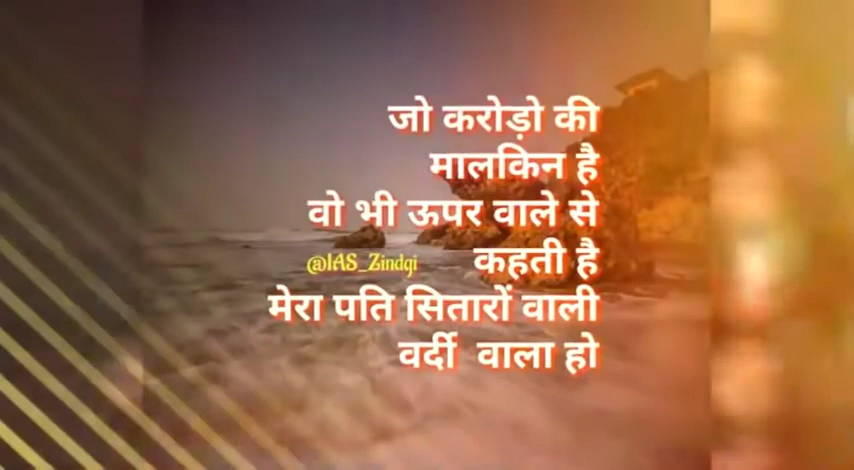 जो करोड़ो की
मालकिन है
वो भी ऊपर वाले से
@IAS_Zindgi कहती है
मेरा पति सितारों वाली
वर्दी वाला हो